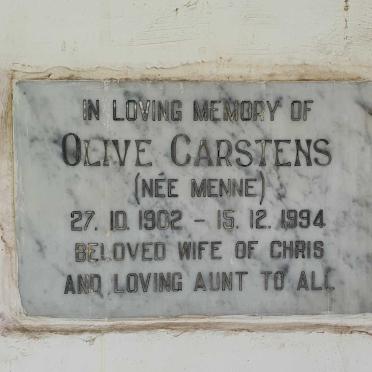 IN LOVING MEMORY OF
OLIVE CARSTENS
(NÉE MENNE)
27. 10. 1902 - 15. 12. 1994
BELOVED WIFE OF CHRIS
AND LOVING AUNT TO ALL